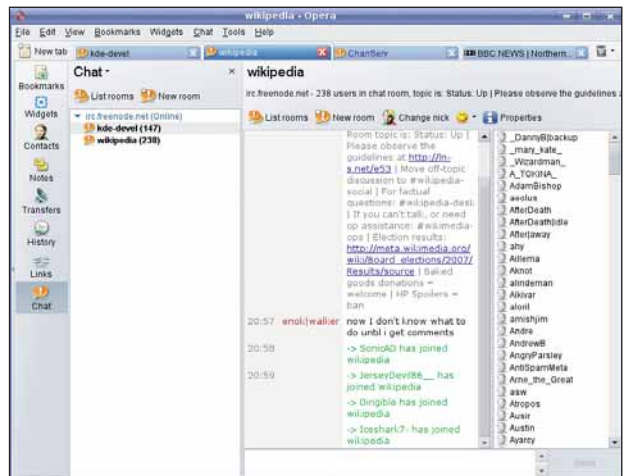 wikipedia - Opera
File Edit View Bookmarks Widgets Chat Tools Help
New tab kde-devel wikipedia ChanServ BBC NEWS | Northern...
Bookmarks
Widgets
Contacts
Notes
Transfers
History
Links
Chat
Chat
List rooms New room
irc.freenode.net (Online)
kde-devel (147)
wikipedia (238)
wikipedia
irc.freenode.net - 238 users in chat room, topic is: Status: Up | Please observe the guidelines
List rooms New room Change nick Properties
Room topic is: Status: Up |
Please observe the
guidelines at http://ln-
s.net/e53 | Move off-topic
discussion to #wikipedia-
social | For factual
questions: #wikipedia-desk
| If you can't talk, or need
op assistance: #wikimedia-
ops | Election results:
http://meta.wikimedia.org/
wiki/Board_elections/2007/
Results/source | Baked
goods donations =
welcome | HP Spoilers =
ban
20:57 enoktwalker now I don't know what to
do until i get comments
20:58 -> SonicAD has joined
wikipedia
20:59 -> JerseyDevil86__ has
joined wikipedia
-> Dirigible has joined
wikipedia
-> Iceshark7- has joined
wikipedia
_DannyB|backup
_mary_kate_
_Wizardman_
A_TOKINA_
AdamBishop
aeolus
AfterDeath
AfterDeath|Idle
After|away
ahy
Aillema
Aknot
alindeman
Alkivar
aloril
amishjim
Andre
AndrewB
AngryParsley
AntiSpamMeta
Arne_the_Great
asw
Atropos
Ausir
Austin
Avarey